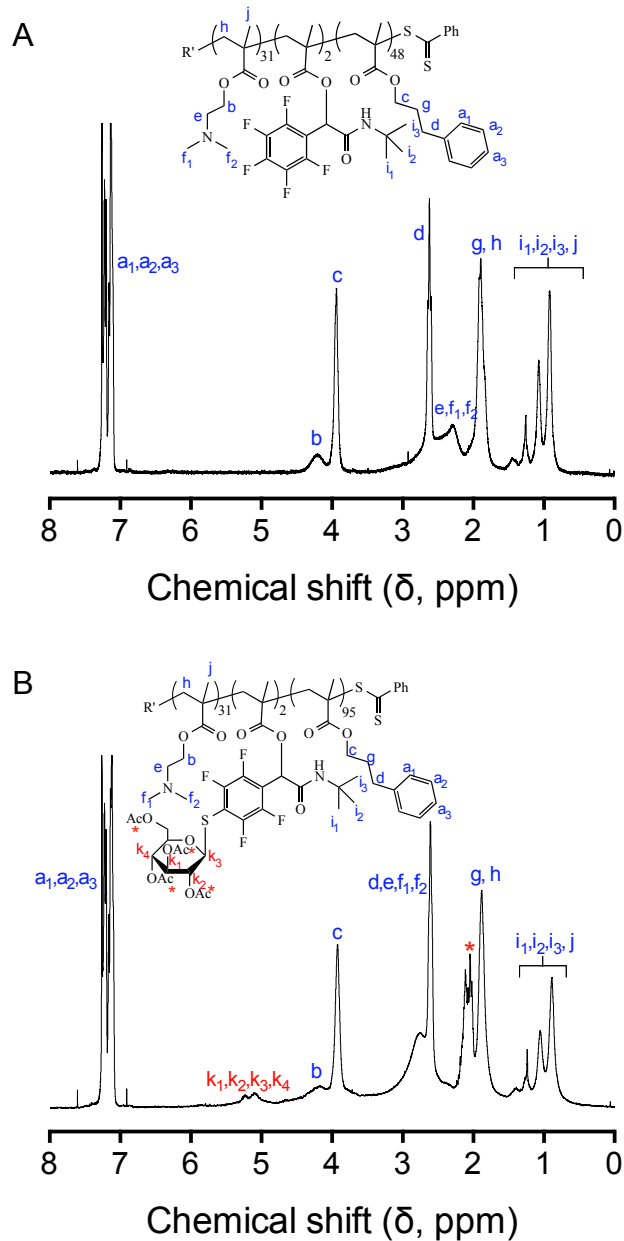 A
j
h
R'
31
2
48
S
Ph
S
O
O
O
O
O
O
e
b
c
g
d
a1
a2
a3
N
f1
f2
F
F
F
F
F
H
N
O
i3
i2
i1
a1,a2,a3
b
c
d
e,f1,f2
g, h
i1,i2,i3, j
8 7 6 5 4 3 2 1 0
Chemical shift (δ, ppm)
B
j
h
R'
31
2
95
S
Ph
S
O
O
O
O
O
O
e
b
c
g
d
a1
a2
a3
N
f1
f2
F
F
F
F
H
N
O
i3
i2
i1
S
AcO
*
O
O
k4
k1
OAc
*
k3
AcO
OAc
*
k2
OAc
*
a1,a2,a3
k1,k2,k3,k4
b
c
d,e,f1,f2
*
g, h
i1,i2,i3, j
8 7 6 5 4 3 2 1 0
Chemical shift (δ, ppm)